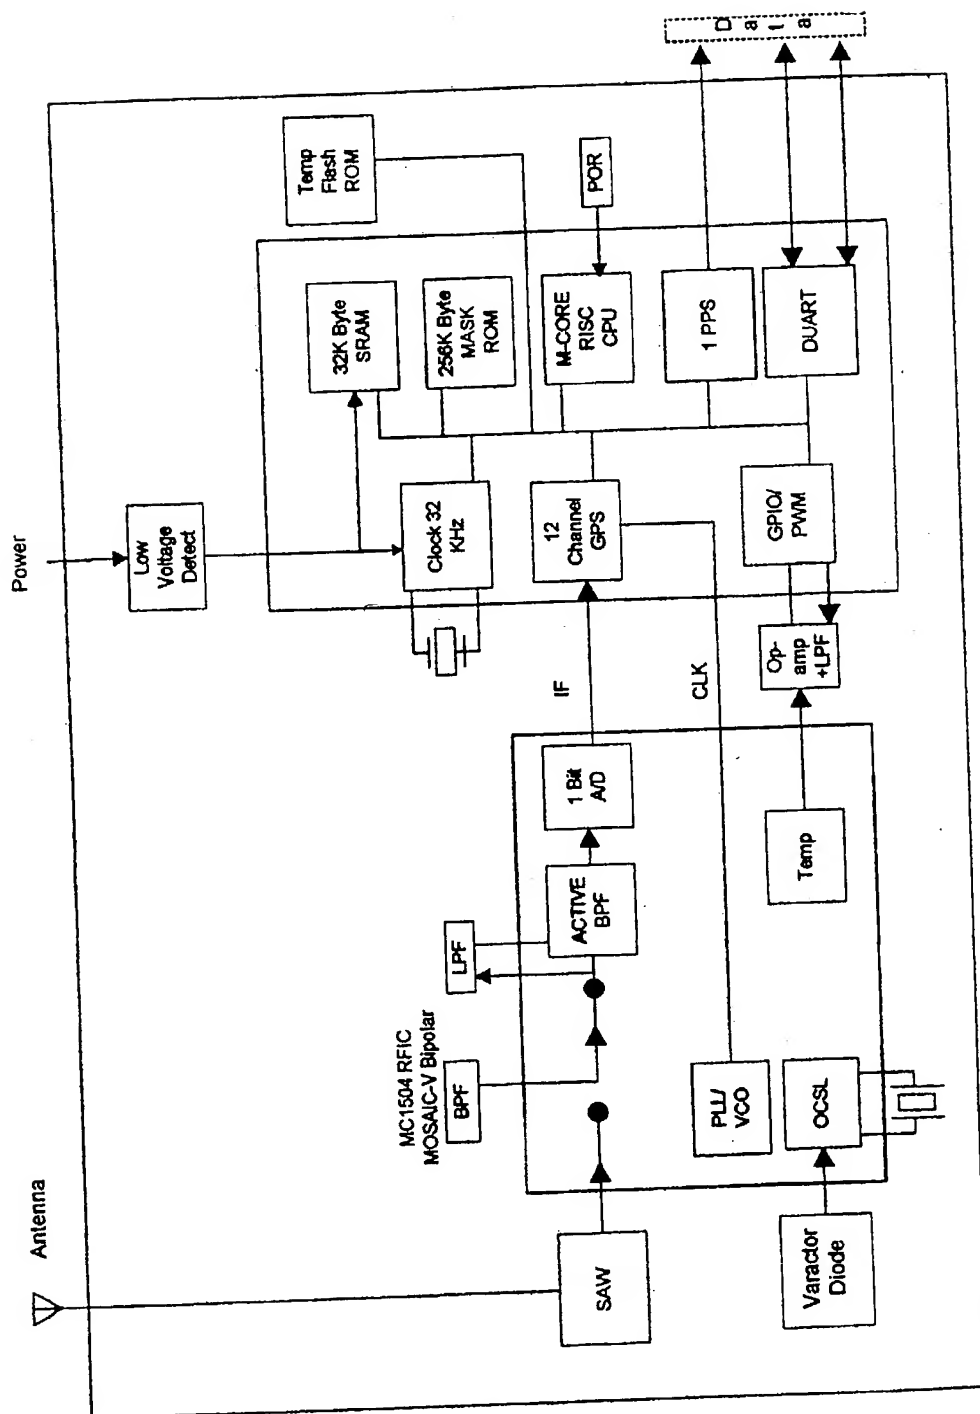 Antenna
Power
Low
Voltage
Detect
Temp
Flash
ROM
32K Byte
SRAM
256K Byte
MASK
ROM
Clock 32
KHz
M-CORE
RISC
CPU
POR
12
Channel
GPS
1 PPS
DUART
GPIO/
PWM
D
a
t
a
MC1504 RFIC
MOSAIC-V Bipolar
BPF
LPF
ACTIVE
BPF
1 Bit
A/D
IF
CLK
SAW
PLL/
VCO
OCSL
Temp
Op-
amp
+LPF
Varactor
Diode